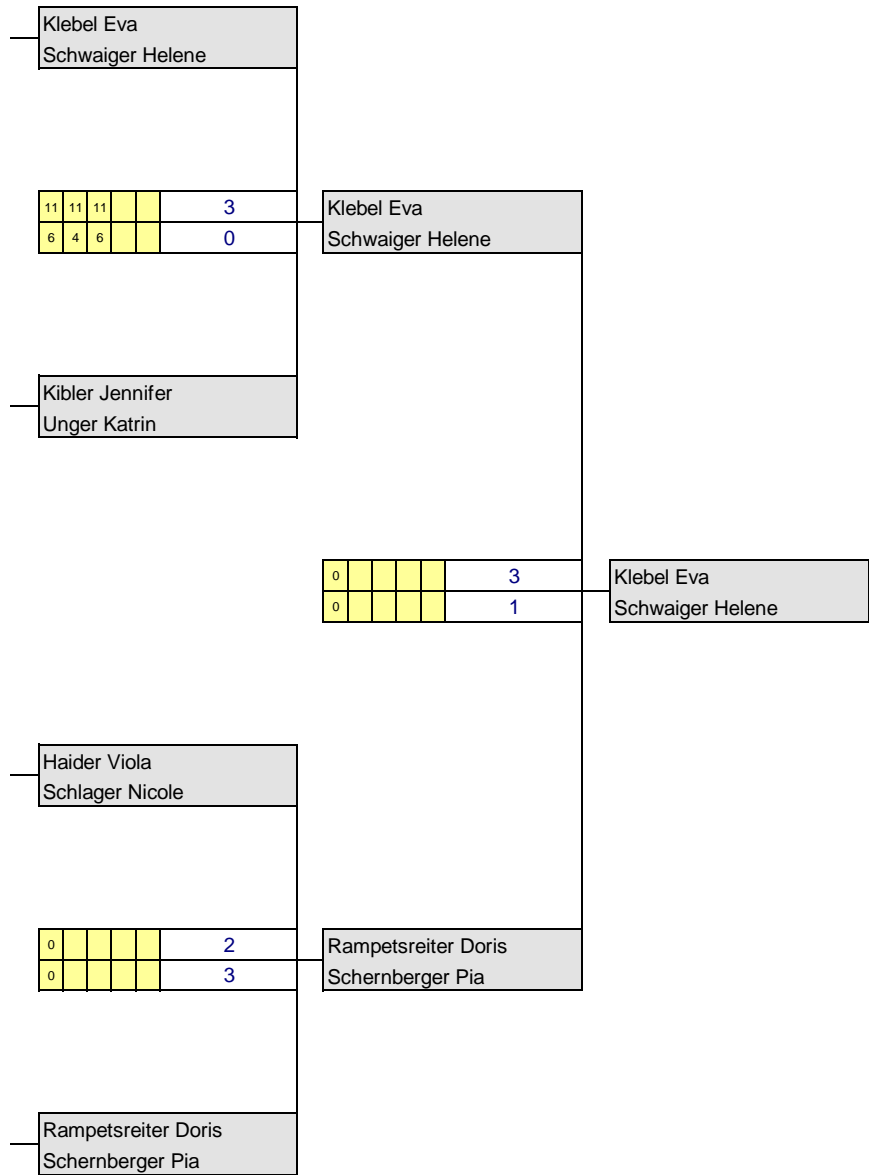 Klebel Eva
Schwaiger Helene
11 11 11 3
6 4 6 0
Klebel Eva
Schwaiger Helene
Kibler Jennifer
Unger Katrin
0 3
0 1
Klebel Eva
Schwaiger Helene
Haider Viola
Schlager Nicole
0 2
0 3
Rampetsreiter Doris
Schernberger Pia
Rampetsreiter Doris
Schernberger Pia